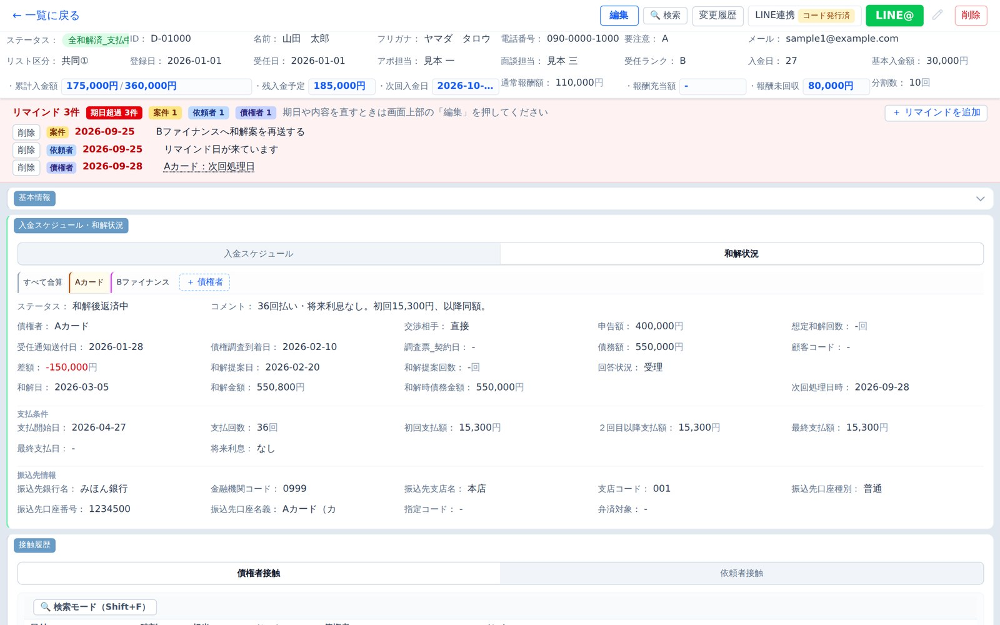 ← 一覧に戻る 編集 🔍 検索 変更履歴 LINE連携 コード発行済 LINE@ 削除
ステータス： 全和解済_支払中 ID： D-01000 名前： 山田　太郎 フリガナ： ヤマダ　タロウ 電話番号： 090-0000-1000 要注意： A メール： sample1@example.com
リスト区分： 共同① 登録日： 2026-01-01 受任日： 2026-01-01 アポ担当： 見本 一 面談担当： 見本 三 受任ランク： B 入金日： 27 基本入金額： 30,000円
・累計入金額 175,000円 / 360,000円 ・残入金予定 185,000円 ・次回入金日 2026-10-… 通常報酬額： 110,000円 ・報酬充当額 - ・報酬未回収 80,000円 分割数： 10回
リマインド 3件 期日超過 3件 案件 1 依頼者 1 債権者 1 期日や内容を直すときは画面上部の「編集」を押してください ＋ リマインドを追加
削除 案件 2026-09-25 Bファイナンスへ和解案を再送する
削除 依頼者 2026-09-25 リマインド日が来ています
削除 債権者 2026-09-28 Aカード：次回処理日
基本情報
入金スケジュール・和解状況
入金スケジュール 和解状況
すべて合算 Aカード Bファイナンス ＋ 債権者
ステータス： 和解後返済中 コメント： 36回払い・将来利息なし。初回15,300円、以降同額。
債権者： Aカード 交渉相手： 直接 申告額： 400,000円 想定和解回数： -回
受任通知送付日： 2026-01-28 債権調査到着日： 2026-02-10 調査票_契約日： - 債務額： 550,000円 顧客コード： -
差額： -150,000円 和解提案日： 2026-02-20 和解提案回数： -回 回答状況： 受理
和解日： 2026-03-05 和解金額： 550,800円 和解時債務金額： 550,000円 次回処理日時： 2026-09-28
支払条件
支払開始日： 2026-04-27 支払回数： 36回 初回支払額： 15,300円 ２回目以降支払額： 15,300円 最終支払額： 15,300円
最終支払日： - 将来利息： なし
振込先情報
振込先銀行名： みほん銀行 金融機関コード： 0999 振込先支店名： 本店 支店コード： 001 振込先口座種別： 普通
振込先口座番号： 1234500 振込先口座名義： Aカード（カ 指定コード： - 弁済対象： -
接触履歴
債権者接触 依頼者接触
🔍 検索モード（Shift+F）